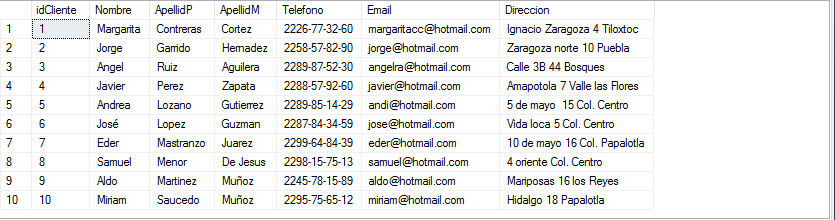 idCliente Nombre ApellidP ApellidM Telefono Email Direccion
1 1 Margarita Contreras Cortez 2226-77-32-60 margaritacc@hotmail.com Ignacio Zaragoza 4 Tiloxtoc
2 2 Jorge Garrido Hernadez 2258-57-82-90 jorge@hotmail.com Zaragoza norte 10 Puebla
3 3 Angel Ruiz Aguilera 2289-87-52-30 angelra@hotmail.com Calle 3B 44 Bosques
4 4 Javier Perez Zapata 2288-57-92-60 javier@hotmail.com Amapotola 7 Valle las Flores
5 5 Andrea Lozano Gutierrez 2289-85-14-29 andi@hotmail.com 5 de mayo  15 Col. Centro
6 6 José Lopez Guzman 2287-84-34-59 jose@hotmail.com Vida loca 5 Col. Centro
7 7 Eder Mastranzo Juarez 2299-64-84-39 eder@hotmail.com 10 de mayo 16 Col. Papalotla
8 8 Samuel Menor De Jesus 2298-15-75-13 samuel@hotmail.com 4 oriente Col. Centro
9 9 Aldo Martinez Muñoz 2245-78-15-89 aldo@hotmail.com Mariposas 16 los Reyes
10 10 Miriam Saucedo Muñoz 2295-75-65-12 miriam@hotmail.com Hidalgo 18 Papalotla